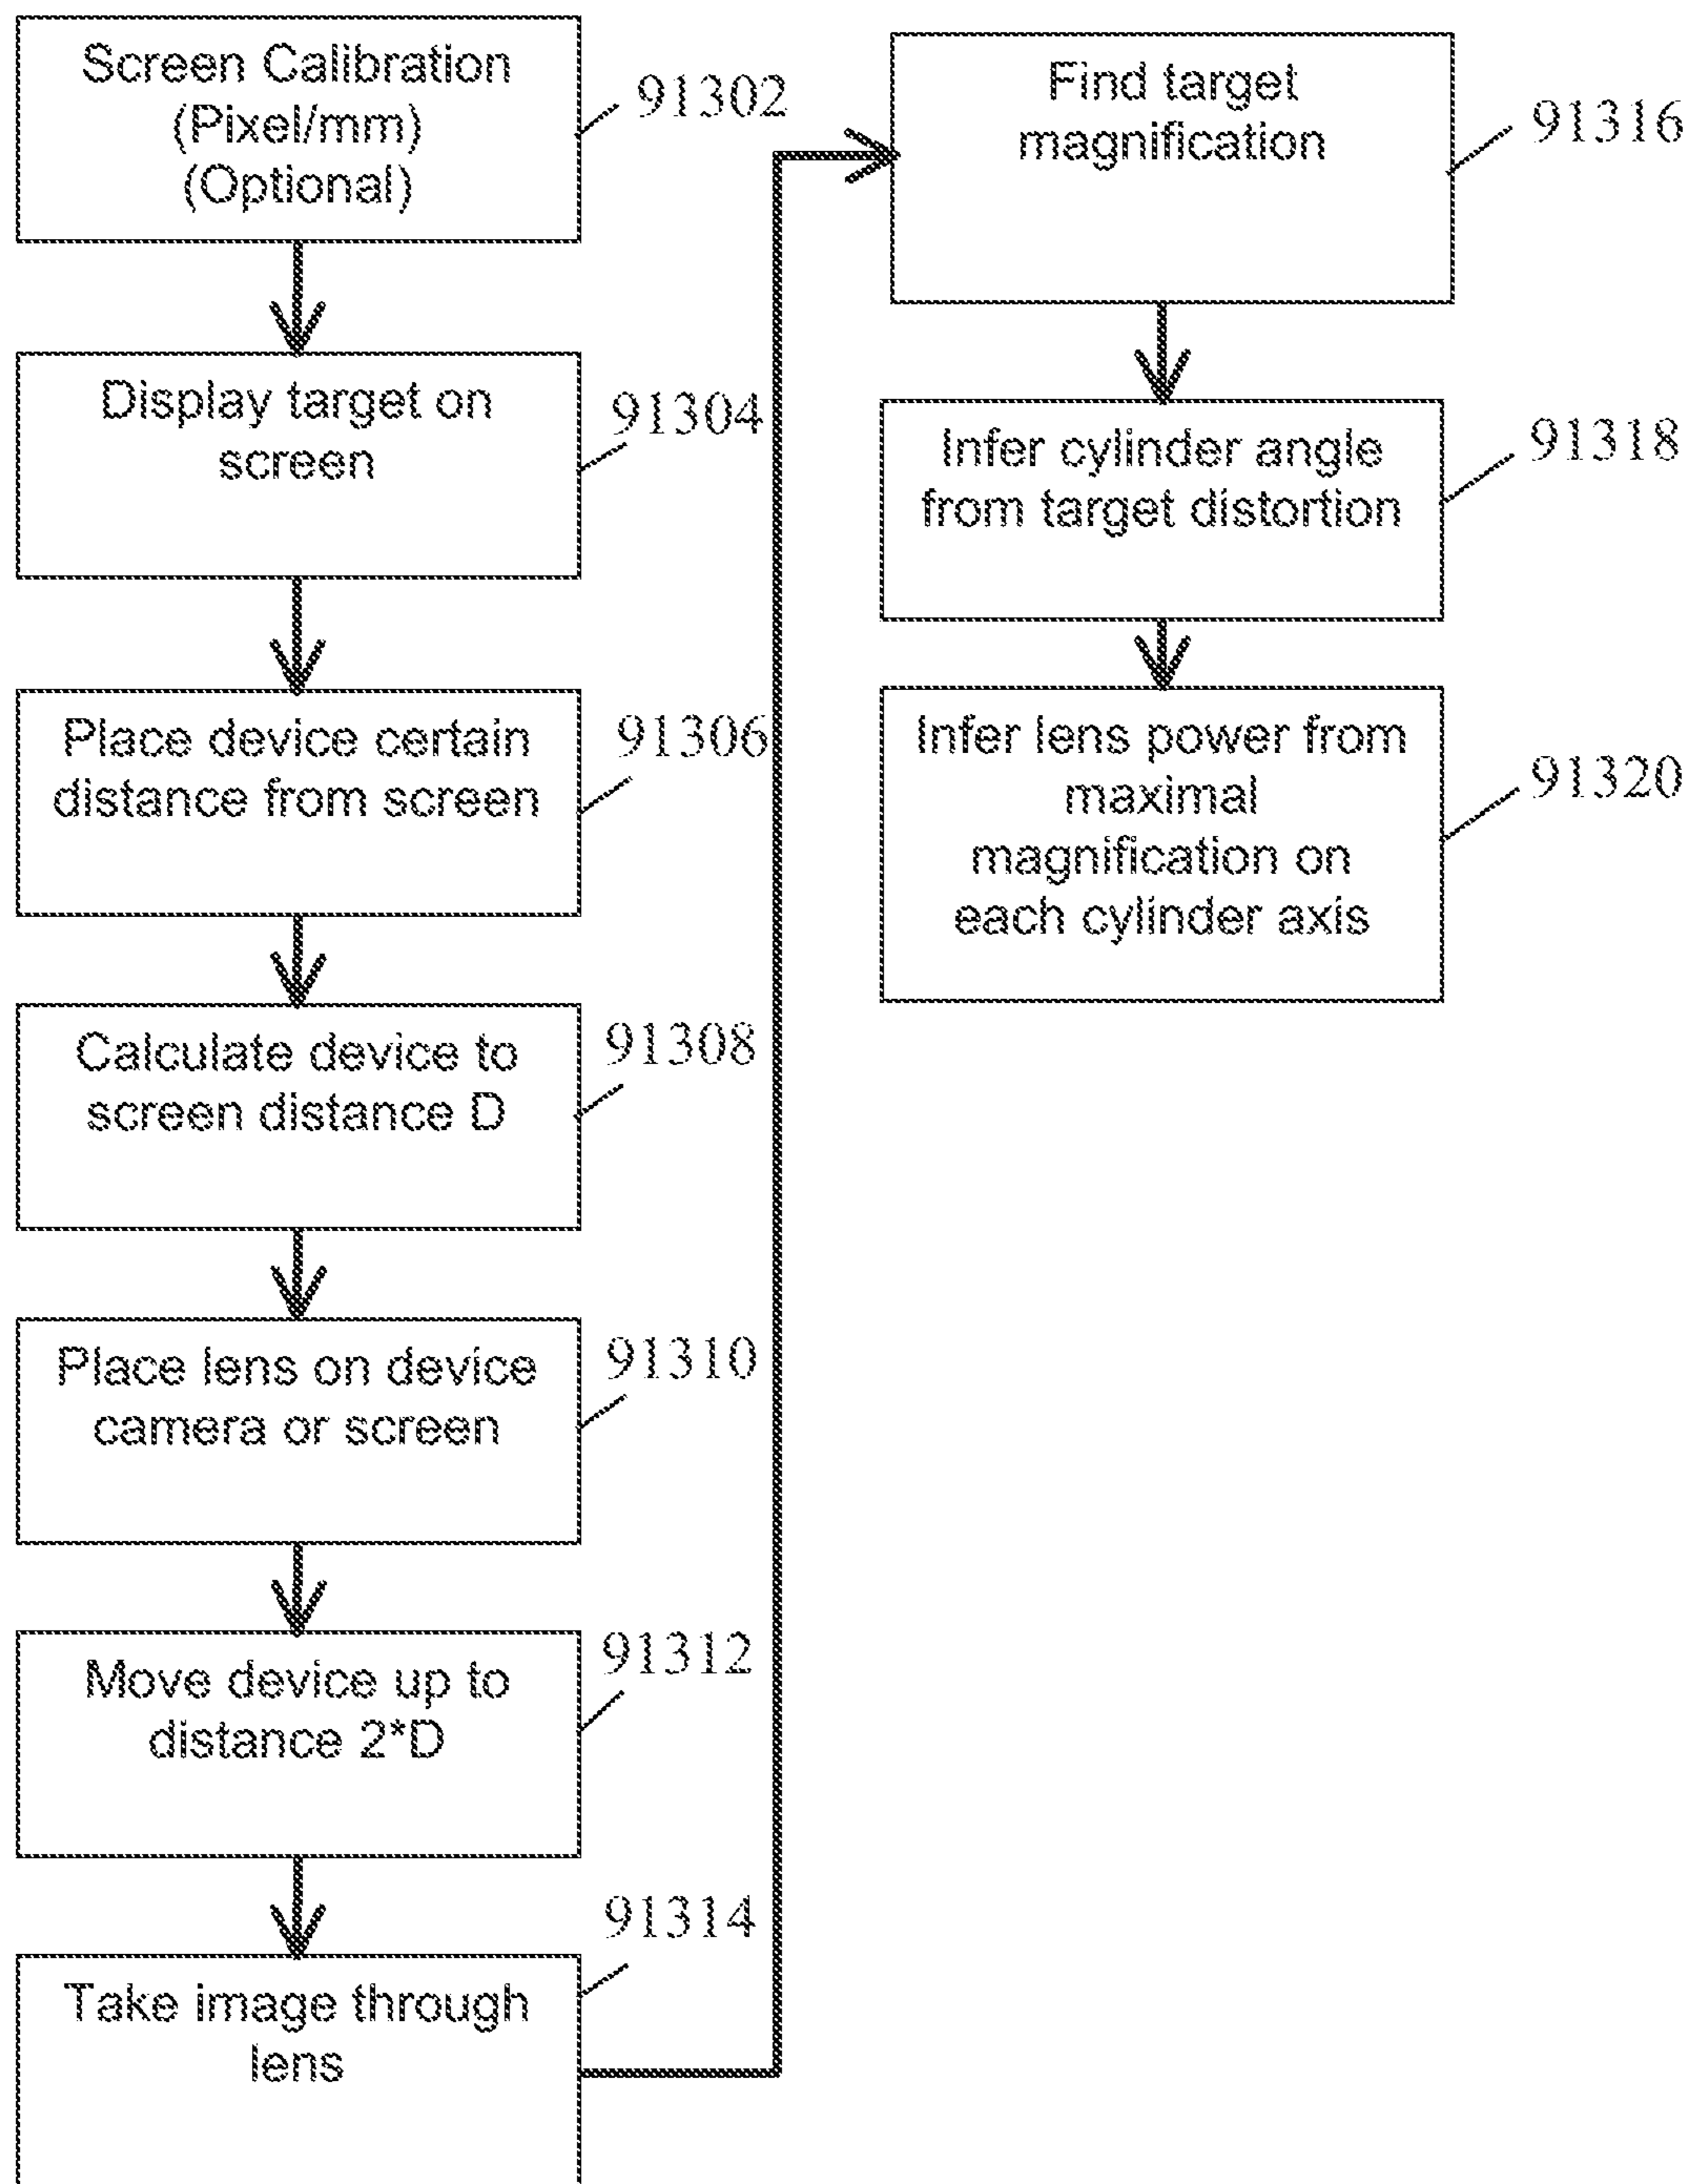 Screen Calibration
(Pixel/mm)
(Optional)
91302
Display target on
screen
91304
Place device certain
distance from screen
91306
Calculate device to
screen distance D
91308
Place lens on device
camera or screen
91310
Move device up to
distance 2*D
91312
Take image through
lens
91314
Find target
magnification
91316
Infer cylinder angle
from target distortion
91318
Infer lens power from
maximal
magnification on
each cylinder axis
91320